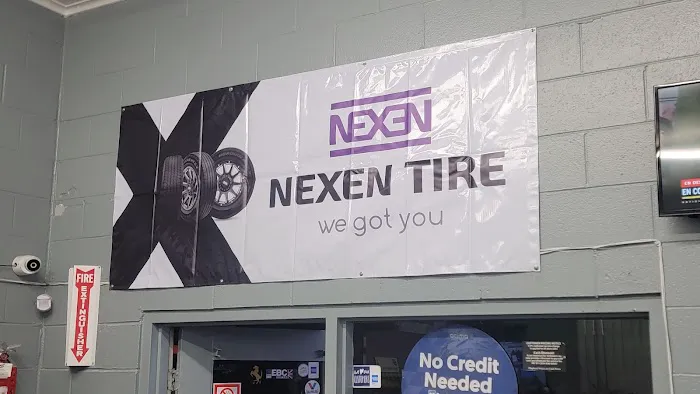 NEXEN
NEXEN TIRE
we got you
FIRE
EXTINGUISHER
EBC
No Credit
Needed